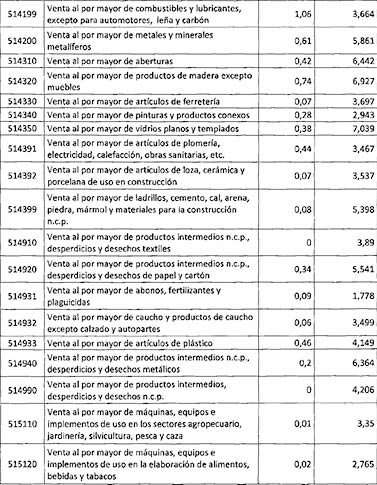 514199 Venta al por mayor de combustibles y lubricantes, excepto para automotores, leña y carbón 1,06 3,664
514200 Venta al por mayor de metales y minerales metalíferos 0,61 5,861
514310 Venta al por mayor de aberturas 0,42 6,442
514320 Venta al por mayor de productos de madera excepto muebles 0,74 6,927
514330 Venta al por mayor de artículos de ferretería 0,07 3,697
514340 Venta al por mayor de pinturas y productos conexos 0,28 2,943
514350 Venta al por mayor de vidrios planos y templados 0,38 7,039
514391 Venta al por mayor de artículos de plomería, electricidad, calefacción, obras sanitarias, etc. 0,44 3,467
514392 Venta al por mayor de artículos de loza, cerámica y porcelana de uso en construcción 0,07 3,537
514399 Venta al por mayor de ladrillos, cemento, cal, arena, piedra, mármol y materiales para la construcción n.c.p. 0,08 5,398
514910 Venta al por mayor de productos intermedios n.c.p., desperdicios y desechos textiles 0 3,89
514920 Venta al por mayor de productos intermedios n.c.p., desperdicios y desechos de papel y cartón 0,34 5,541
514931 Venta al por mayor de abonos, fertilizantes y plaguicidas 0,09 1,778
514932 Venta al por mayor de caucho y productos de caucho excepto calzado y autopartes 0,06 3,499
514933 Venta al por mayor de artículos de plástico 0,46 4,149
514940 Venta al por mayor de productos intermedios n.c.p., desperdicios y desechos metálicos 0,2 6,364
514990 Venta al por mayor de productos intermedios, desperdicios y desechos n.c.p. 0 4,206
515110 Venta al por mayor de máquinas, equipos e implementos de uso en los sectores agropecuario, jardinería, silvicultura, pesca y caza 0,01 3,35
515120 Venta al por mayor de máquinas, equipos e implementos de uso en la elaboración de alimentos, bebidas y tabacos 0,02 2,765